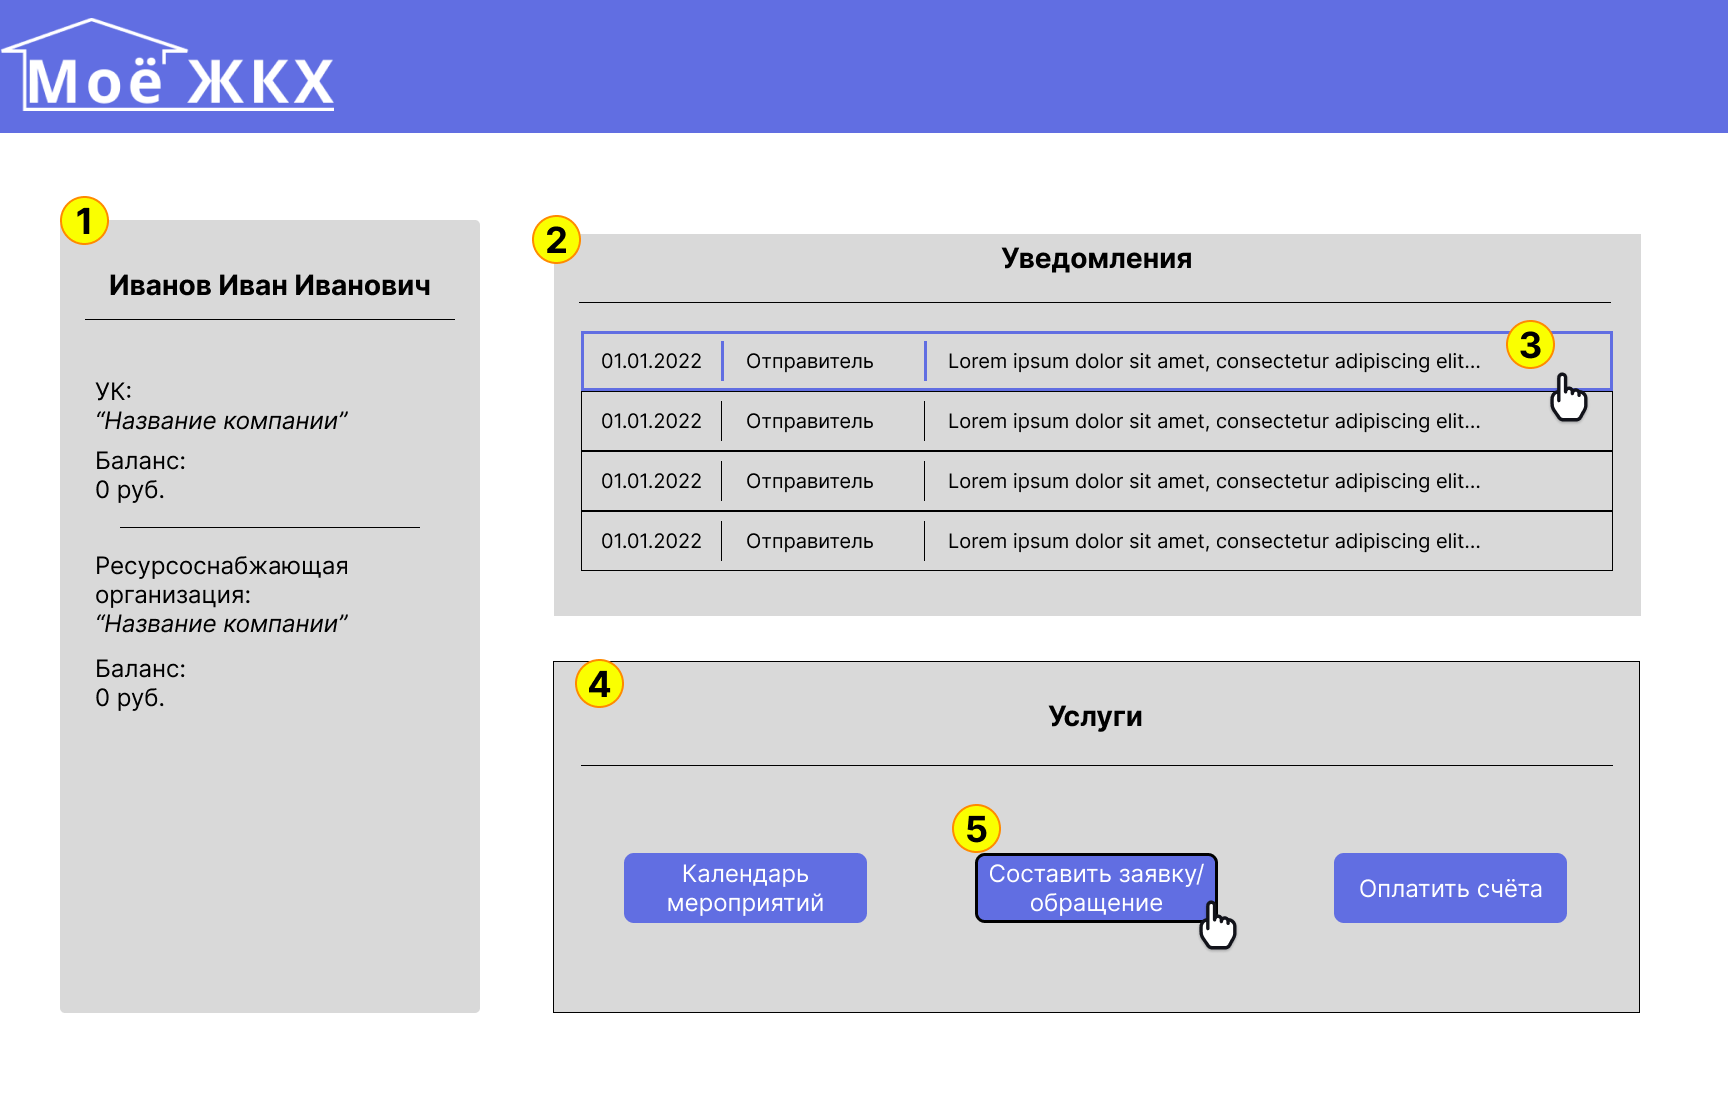 Моё ЖКХ
1
Иванов Иван Иванович
УК:
“Название компании”
Баланс:
0 руб.
Ресурсоснабжающая
организация:
“Название компании”
Баланс:
0 руб.
2
Уведомления
3
01.01.2022 Отправитель Lorem ipsum dolor sit amet, consectetur adipiscing elit...
01.01.2022 Отправитель Lorem ipsum dolor sit amet, consectetur adipiscing elit...
01.01.2022 Отправитель Lorem ipsum dolor sit amet, consectetur adipiscing elit...
01.01.2022 Отправитель Lorem ipsum dolor sit amet, consectetur adipiscing elit...
4
Услуги
Календарь
мероприятий
5
Составить заявку/
обращение
Оплатить счёта